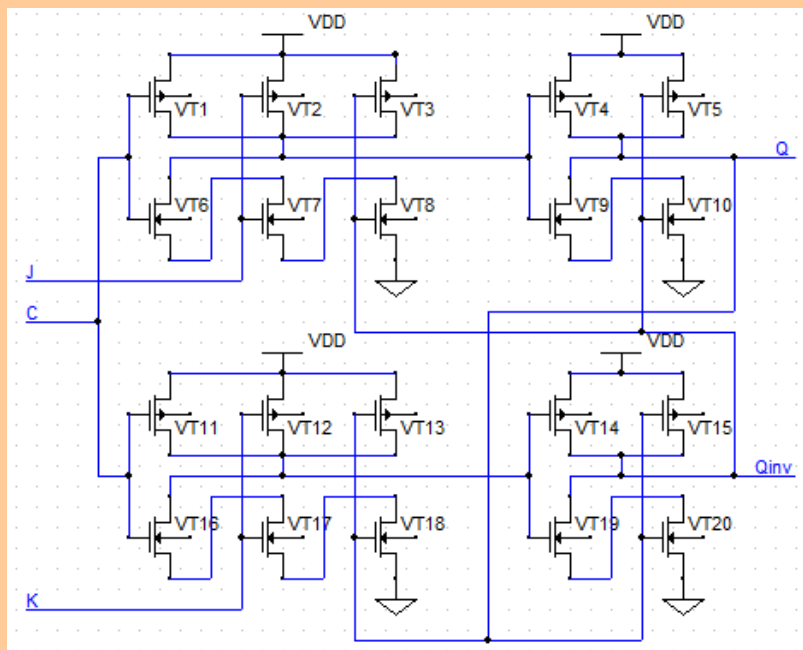 VDD VDD
VT1 VT2 VT3 VT4 VT5
Q
VT6 VT7 VT8 VT9 VT10
J
C
VDD VDD
VT11 VT12 VT13 VT14 VT15
Qinv
VT16 VT17 VT18 VT19 VT20
K